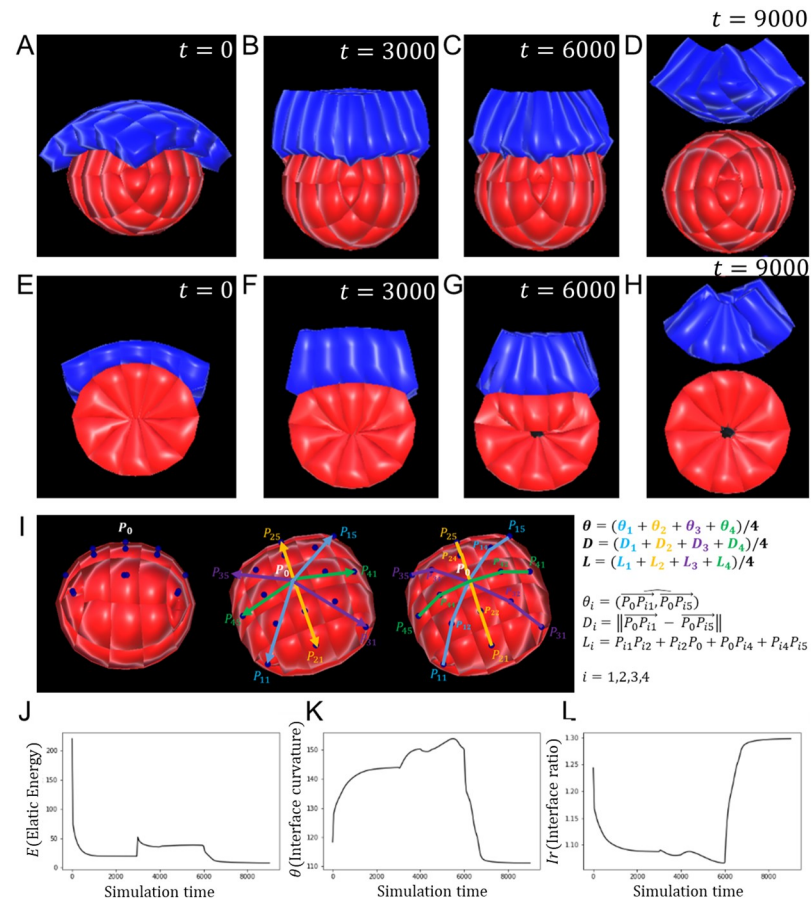 t = 9000
A
t = 0
B
t = 3000
C
t = 6000
D
E
t = 0
F
t = 3000
G
t = 6000
H
t = 9000
I
P₀
P₂₅
P₁₅
P₃₅
P₀
P₄₁
P₃₁
P₂₁
P₁₁
P₂₅
P₁₅
P₂₄
P₃₅
P₀
P₄₁
P₄₅
P₂₂
P₁₂
P₃₁
P₂₁
P₁₁
θ = (θ₁ + θ₂ + θ₃ + θ₄)/4
D = (D₁ + D₂ + D₃ + D₄)/4
L = (L₁ + L₂ + L₃ + L₄)/4
θᵢ = (P₀Pᵢ₁, P₀Pᵢ₅)
Dᵢ = ‖P₀Pᵢ₁ − P₀Pᵢ₅‖
Lᵢ = Pᵢ₁Pᵢ₂ + Pᵢ₂P₀ + P₀Pᵢ₄ + Pᵢ₄Pᵢ₅
i = 1,2,3,4
J
E(Elatic Energy)
200
150
100
50
0
0 2000 4000 6000 8000
Simulation time
K
θ(Interface curvature)
150
140
130
120
110
0 2000 4000 6000 8000
Simulation time
L
Ir(Interface ratio)
1.30
1.25
1.20
1.15
1.10
0 2000 4000 6000 8000
Simulation time